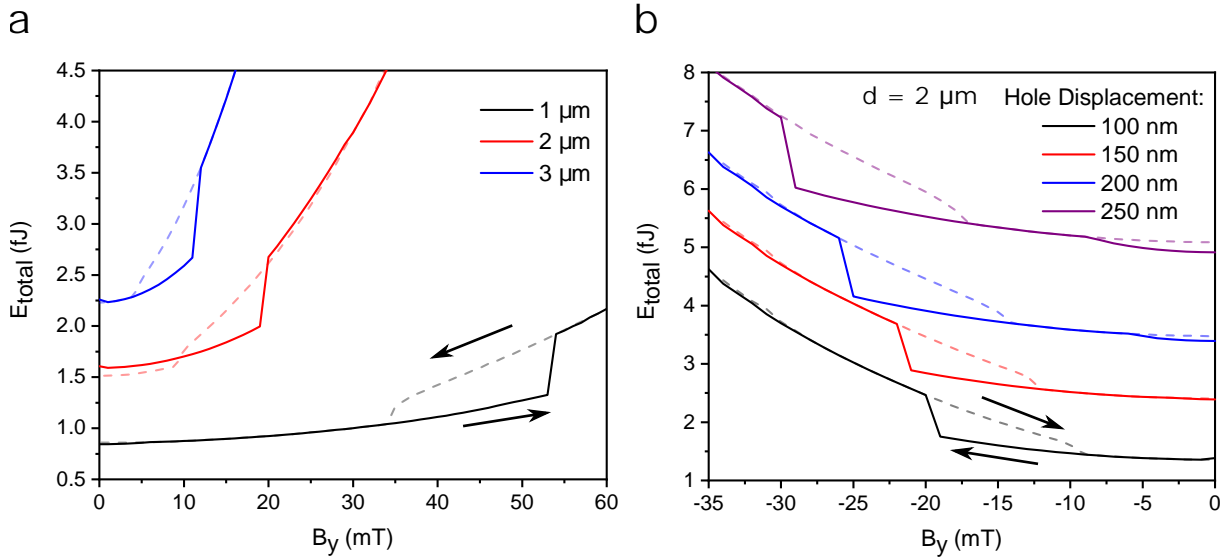 a
4.5
4.0
3.5
3.0
2.5
2.0
1.5
1.0
0.5
E_total (fJ)
1 µm
2 µm
3 µm
0 10 20 30 40 50 60
B_y (mT)
b
8
7
6
5
4
3
2
1
E_total (fJ)
d = 2 µm
Hole Displacement:
100 nm
150 nm
200 nm
250 nm
-35 -30 -25 -20 -15 -10 -5 0
B_y (mT)